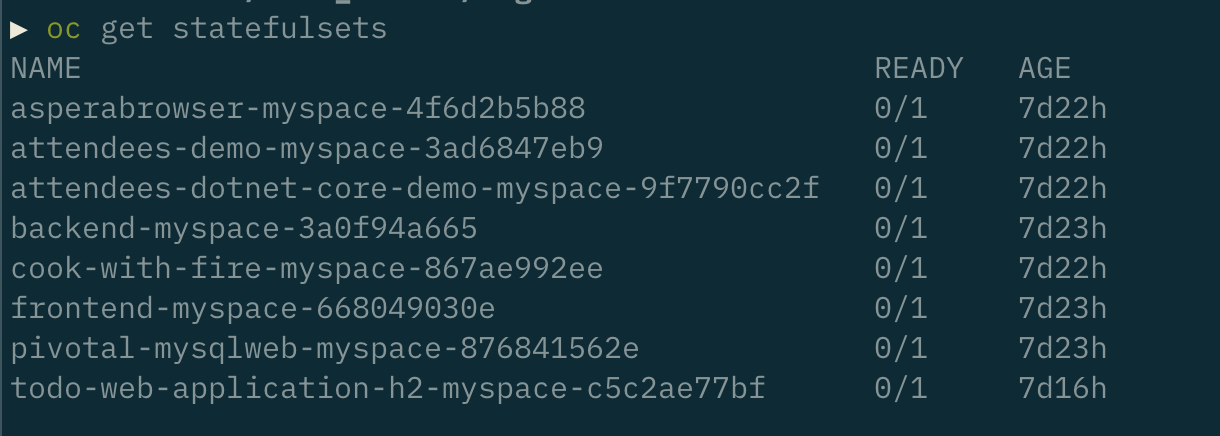 ▶ oc get statefulsets
NAME READY AGE
asperabrowser-myspace-4f6d2b5b88 0/1 7d22h
attendees-demo-myspace-3ad6847eb9 0/1 7d22h
attendees-dotnet-core-demo-myspace-9f7790cc2f 0/1 7d22h
backend-myspace-3a0f94a665 0/1 7d23h
cook-with-fire-myspace-867ae992ee 0/1 7d22h
frontend-myspace-668049030e 0/1 7d23h
pivotal-mysqlweb-myspace-876841562e 0/1 7d23h
todo-web-application-h2-myspace-c5c2ae77bf 0/1 7d16h